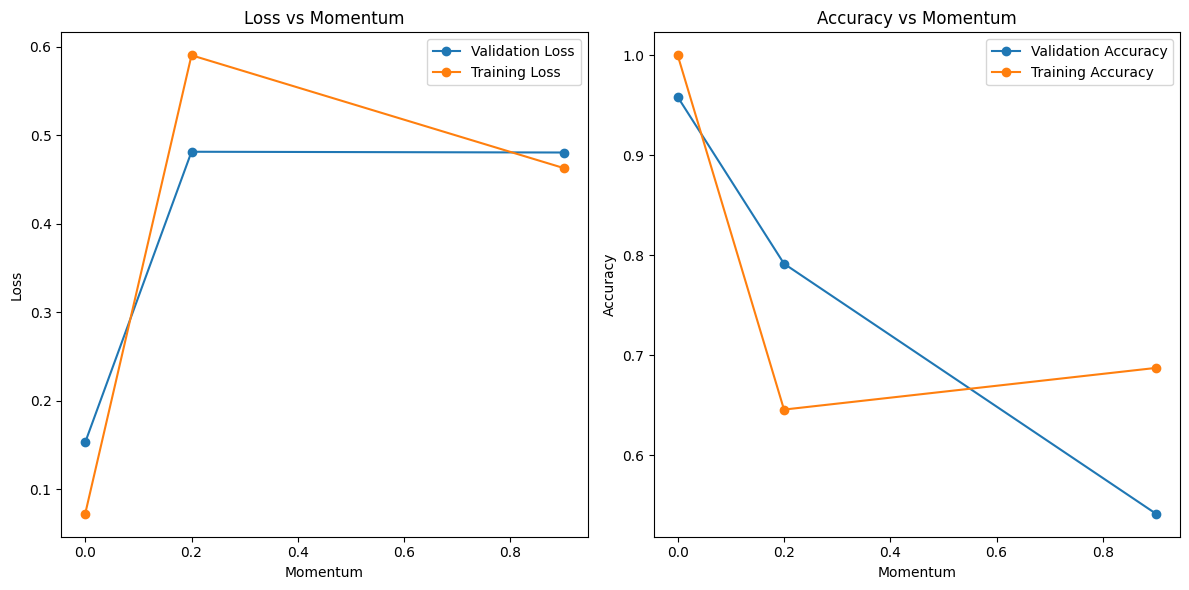 Loss vs Momentum
Validation Loss
Training Loss
0.6
0.5
0.4
0.3
0.2
0.1
Loss
0.0 0.2 0.4 0.6 0.8
Momentum
Accuracy vs Momentum
Validation Accuracy
Training Accuracy
1.0
0.9
0.8
0.7
0.6
Accuracy
0.0 0.2 0.4 0.6 0.8
Momentum